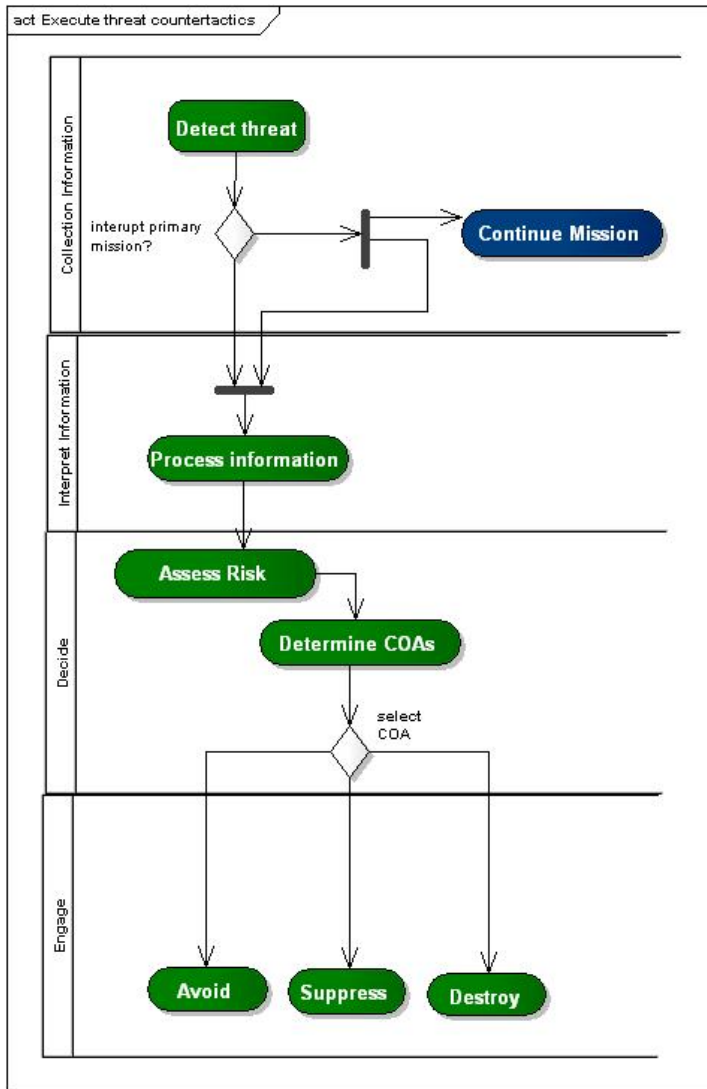 act Execute threat countertactics
Collection Information
Detect threat
interupt primary
mission?
Continue Mission
Interpret Information
Process information
Decide
Assess Risk
Determine COAs
select
COA
Engage
Avoid
Suppress
Destroy